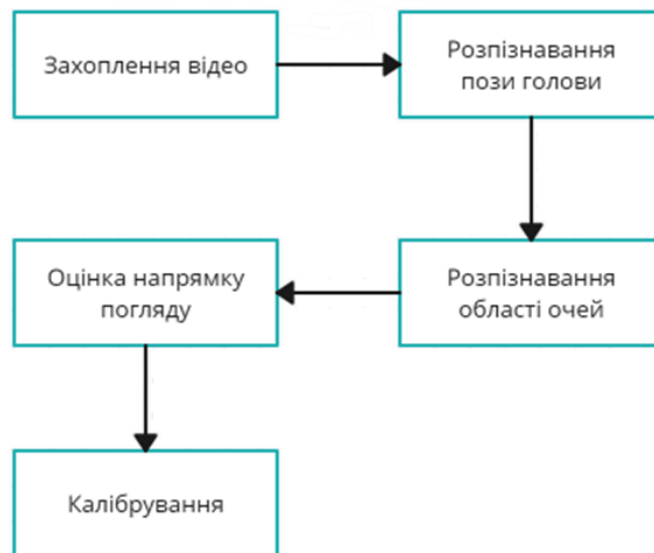 Захоплення відео
Розпізнавання
пози голови
Розпізнавання
області очей
Оцінка напрямку
погляду
Калібрування